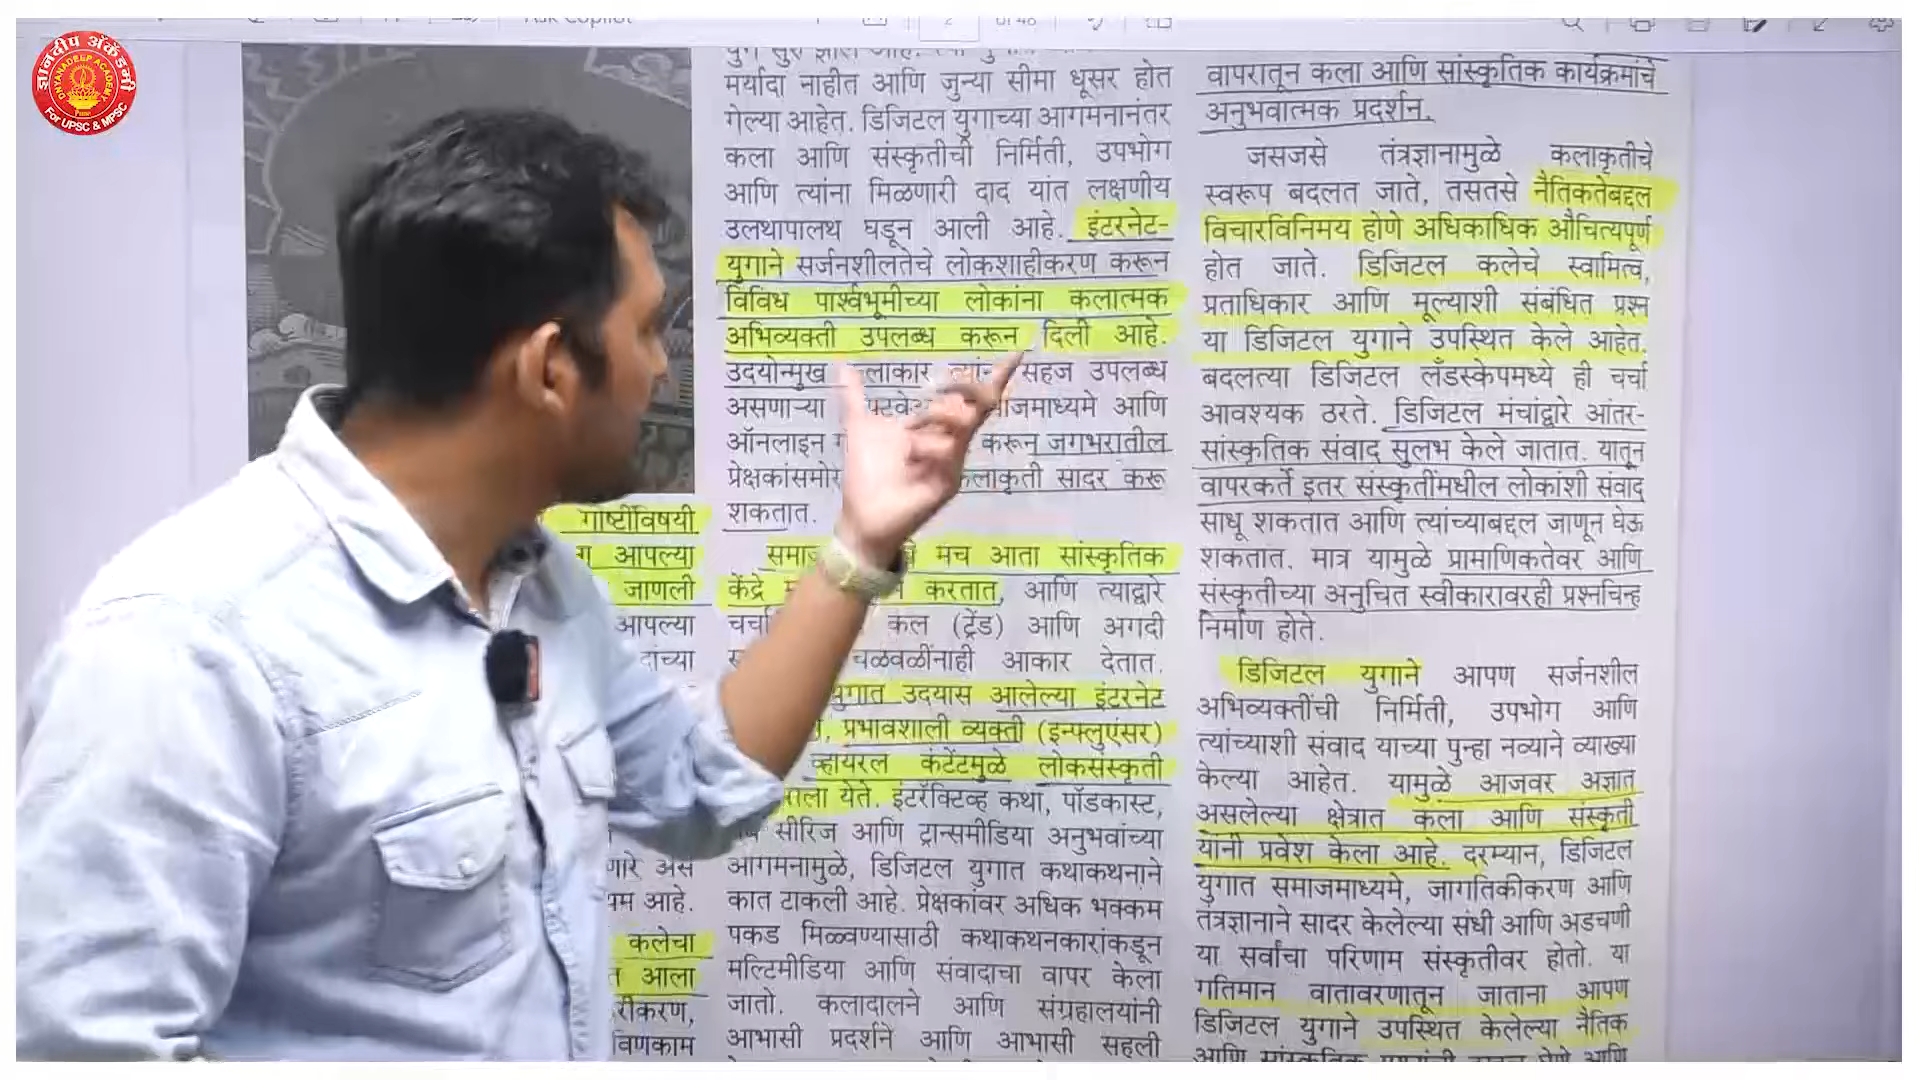 ज्ञानदीप अॅकॅडमी
DNYANADEEP ACADEMY
For UPSC & MPSC
Ask Copilot
2
of 48
मर्यादा नाहीत आणि जुन्या सीमा धूसर होत
गेल्या आहेत. डिजिटल युगाच्या आगमनानंतर
कला आणि संस्कृतीची निर्मिती, उपभोग
आणि त्यांना मिळणारी दाद यांत लक्षणीय
उलथापालथ घडून आली आहे. इंटरनेट-
युगाने सर्जनशीलतेचे लोकशाहीकरण करून
विविध पार्श्वभूमीच्या लोकांना कलात्मक
अभिव्यक्ती उपलब्ध करून दिली आहे.
उदयोन्मुख सहज उपलब्ध
असणाऱ्या आणि
ऑनलाइन करून जगभरातील
प्रेक्षकांसमोर सादर करू
शकतात.
मंच आता सांस्कृतिक
केंद्रे करतात, आणि त्याद्वारे
कल (ट्रेंड) आणि अगदी
चळवळींनाही आकार देतात.
युगात उदयास आलेल्या इंटरनेट
प्रभावशाली व्यक्ती (इन्फ्लुएंसर)
व्हायरल कंटेंटमुळे लोकसंस्कृती
येते. इंटरॅक्टिव्ह कथा, पॉडकास्ट,
सीरिज आणि ट्रान्समीडिया अनुभवांच्या
आगमनामुळे, डिजिटल युगात कथाकथनाने
कात टाकली आहे. प्रेक्षकांवर अधिक भक्कम
पकड मिळवण्यासाठी कथाकथनकारांकडून
मल्टिमीडिया आणि संवादाचा वापर केला
जातो. कलादालने आणि संग्रहालयांनी
आभासी प्रदर्शने आणि आभासी सहली
गोष्टींविषयी
आपल्या
जाणली
आपल्या
असे
आहे.
कलेचा
आला
विणकाम
वापरातून कला आणि सांस्कृतिक कार्यक्रमांचे
अनुभवात्मक प्रदर्शन.
जसजसे तंत्रज्ञानामुळे कलाकृतीचे
स्वरूप बदलत जाते, तसतसे नैतिकतेबद्दल
विचारविनिमय होणे अधिकाधिक औचित्यपूर्ण
होत जाते. डिजिटल कलेचे स्वामित्व,
प्रताधिकार आणि मूल्याशी संबंधित प्रश्न
या डिजिटल युगाने उपस्थित केले आहेत.
बदलत्या डिजिटल लँडस्केपमध्ये ही चर्चा
आवश्यक ठरते. डिजिटल मंचांद्वारे आंतर-
सांस्कृतिक संवाद सुलभ केले जातात. यातून
वापरकर्ते इतर संस्कृतींमधील लोकांशी संवाद
साधू शकतात आणि त्यांच्याबद्दल जाणून घेऊ
शकतात. मात्र यामुळे प्रामाणिकतेवर आणि
संस्कृतीच्या अनुचित स्वीकारावरही प्रश्नचिन्ह
निर्माण होते.
डिजिटल युगाने आपण सर्जनशील
अभिव्यक्तींची निर्मिती, उपभोग आणि
त्यांच्याशी संवाद याच्या पुन्हा नव्याने व्याख्या
केल्या आहेत. यामुळे आजवर अज्ञात
असलेल्या क्षेत्रात कला आणि संस्कृती
यांनी प्रवेश केला आहे. दरम्यान, डिजिटल
युगात समाजमाध्यमे, जागतिकीकरण आणि
तंत्रज्ञानाने सादर केलेल्या संधी आणि अडचणी
या सर्वांचा परिणाम संस्कृतीवर होतो. या
गतिमान वातावरणातून जाताना आपण
डिजिटल युगाने उपस्थित केलेल्या नैतिक
आणि सांस्कृतिक